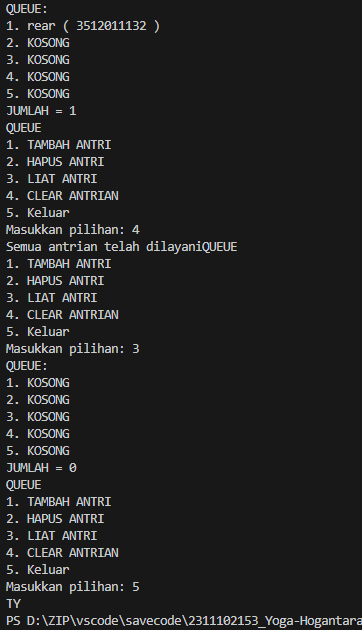 QUEUE:
1. rear ( 3512011132 )
2. KOSONG
3. KOSONG
4. KOSONG
5. KOSONG
JUMLAH = 1
QUEUE
1. TAMBAH ANTRI
2. HAPUS ANTRI
3. LIAT ANTRI
4. CLEAR ANTRIAN
5. Keluar
Masukkan pilihan: 4
Semua antrian telah dilayaniQUEUE
1. TAMBAH ANTRI
2. HAPUS ANTRI
3. LIAT ANTRI
4. CLEAR ANTRIAN
5. Keluar
Masukkan pilihan: 3
QUEUE:
1. KOSONG
2. KOSONG
3. KOSONG
4. KOSONG
5. KOSONG
JUMLAH = 0
QUEUE
1. TAMBAH ANTRI
2. HAPUS ANTRI
3. LIAT ANTRI
4. CLEAR ANTRIAN
5. Keluar
Masukkan pilihan: 5
TY
PS D:\ZIP\vscode\savecode\2311102153_Yoga-Hogantara